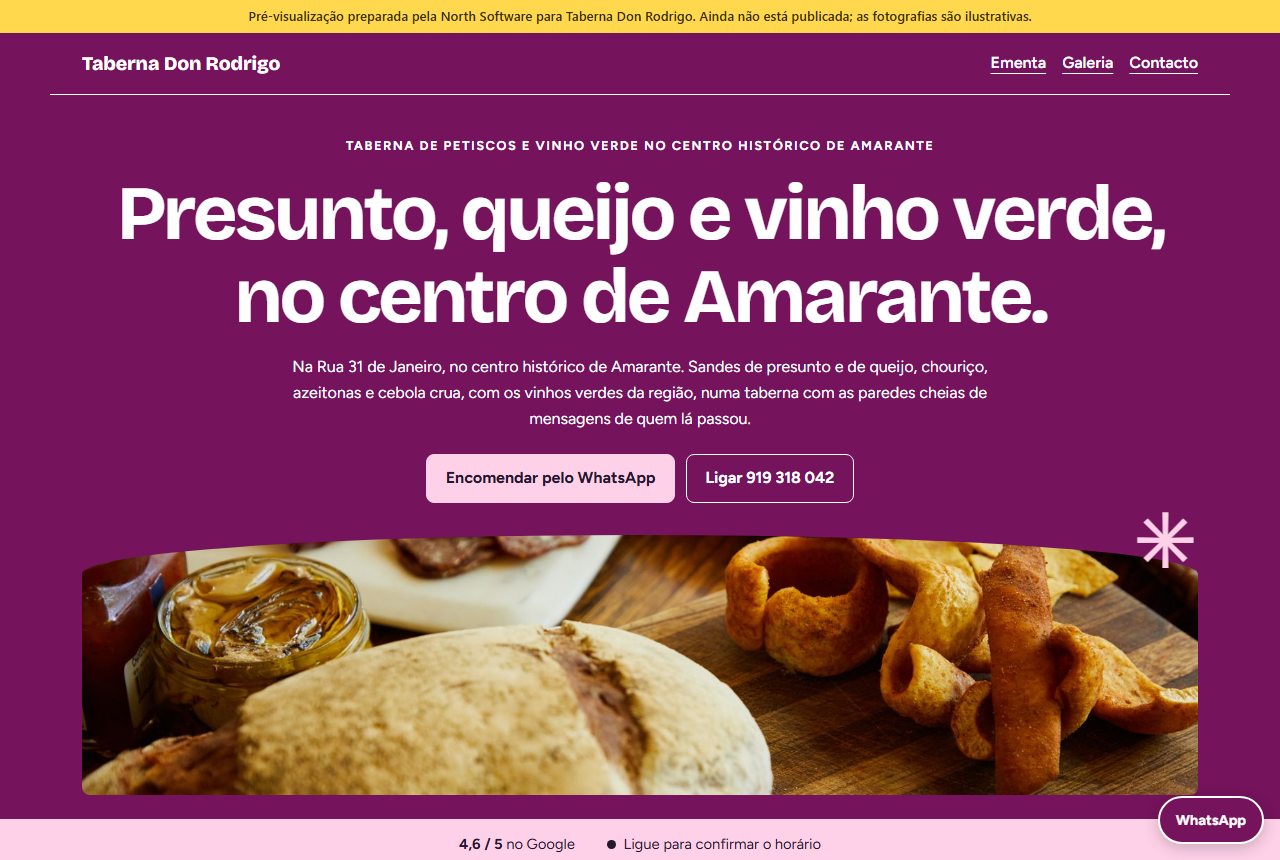 Pré-visualização preparada pela North Software para Taberna Don Rodrigo. Ainda não está publicada; as fotografias são ilustrativas.
Taberna Don Rodrigo
Ementa Galeria Contacto
TABERNA DE PETISCOS E VINHO VERDE NO CENTRO HISTÓRICO DE AMARANTE
Presunto, queijo e vinho verde,
no centro de Amarante.
Na Rua 31 de Janeiro, no centro histórico de Amarante. Sandes de presunto e de queijo, chouriço,
azeitonas e cebola crua, com os vinhos verdes da região, numa taberna com as paredes cheias de
mensagens de quem lá passou.
Encomendar pelo WhatsApp Ligar 919 318 042
WhatsApp
4,6 / 5 no Google Ligue para confirmar o horário